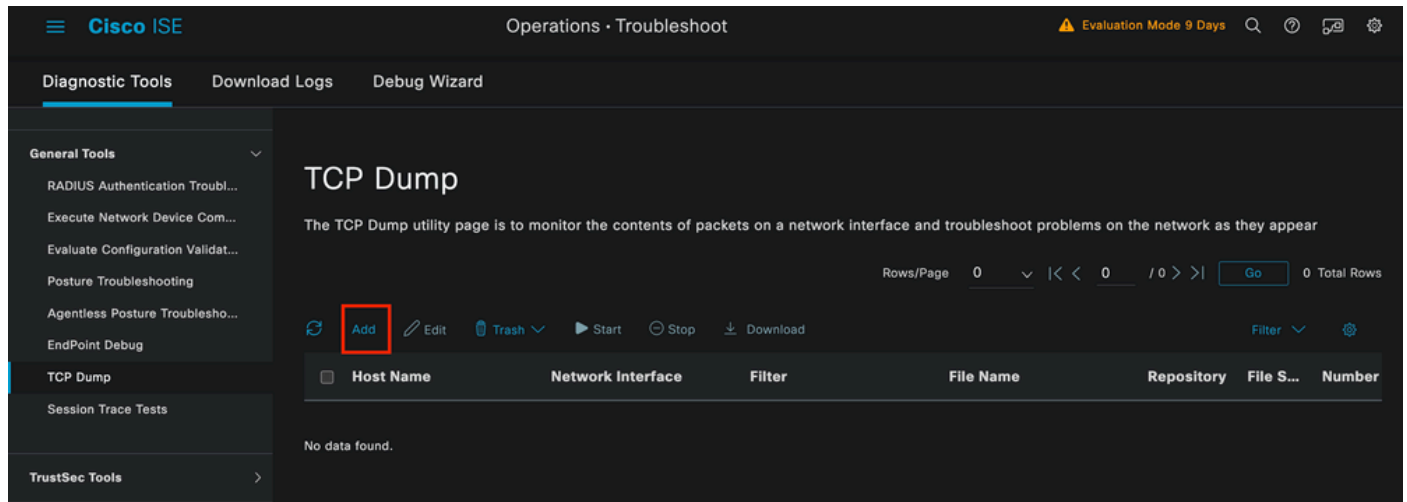 Cisco ISE
Operations · Troubleshoot
Evaluation Mode 9 Days
Diagnostic Tools
Download Logs
Debug Wizard
General Tools
RADIUS Authentication Troubl...
Execute Network Device Com...
Evaluate Configuration Validat...
Posture Troubleshooting
Agentless Posture Troublesho...
EndPoint Debug
TCP Dump
Session Trace Tests
TrustSec Tools
TCP Dump
The TCP Dump utility page is to monitor the contents of packets on a network interface and troubleshoot problems on the network as they appear
Rows/Page 0 |< < 0 / 0 > >| Go 0 Total Rows
Add Edit Trash Start Stop Download Filter
Host Name Network Interface Filter File Name Repository File S... Number
No data found.